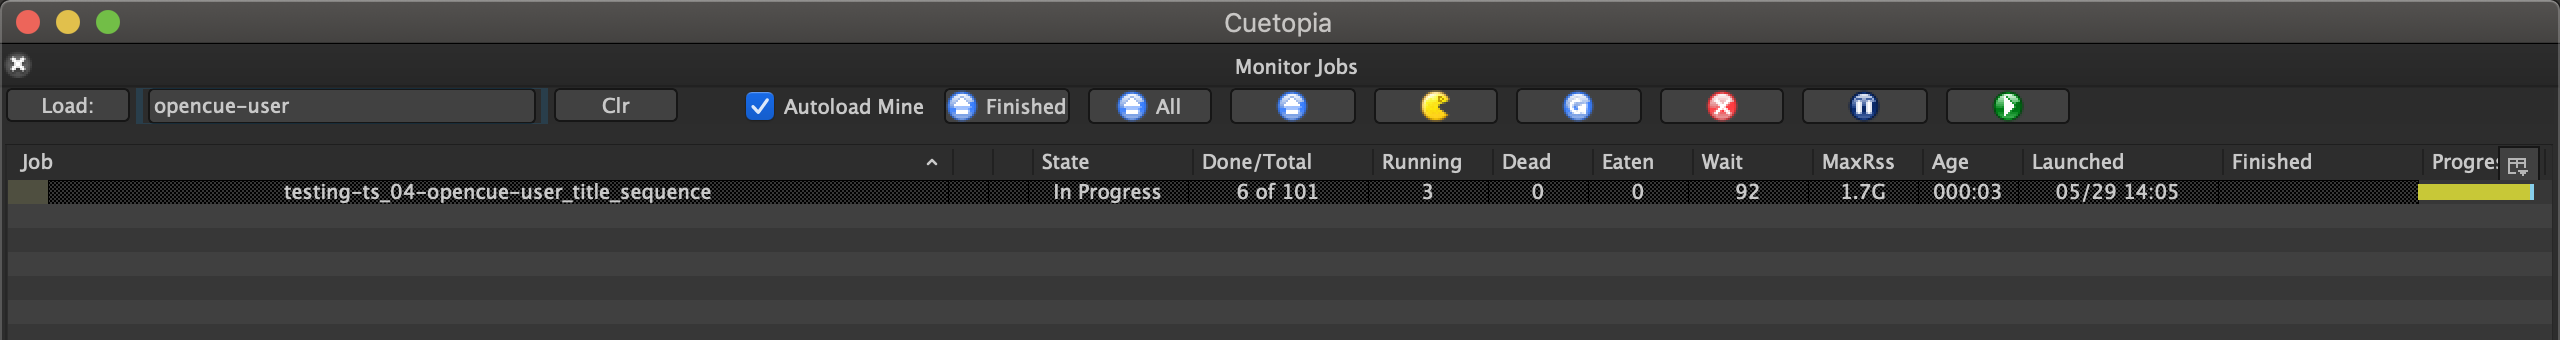 Cuetopia
Monitor Jobs
Load: opencue-user Clr Autoload Mine Finished All
Job State Done/Total Running Dead Eaten Wait MaxRss Age Launched Finished Progres
testing-ts_04-opencue-user_title_sequence In Progress 6 of 101 3 0 0 92 1.7G 000:03 05/29 14:05